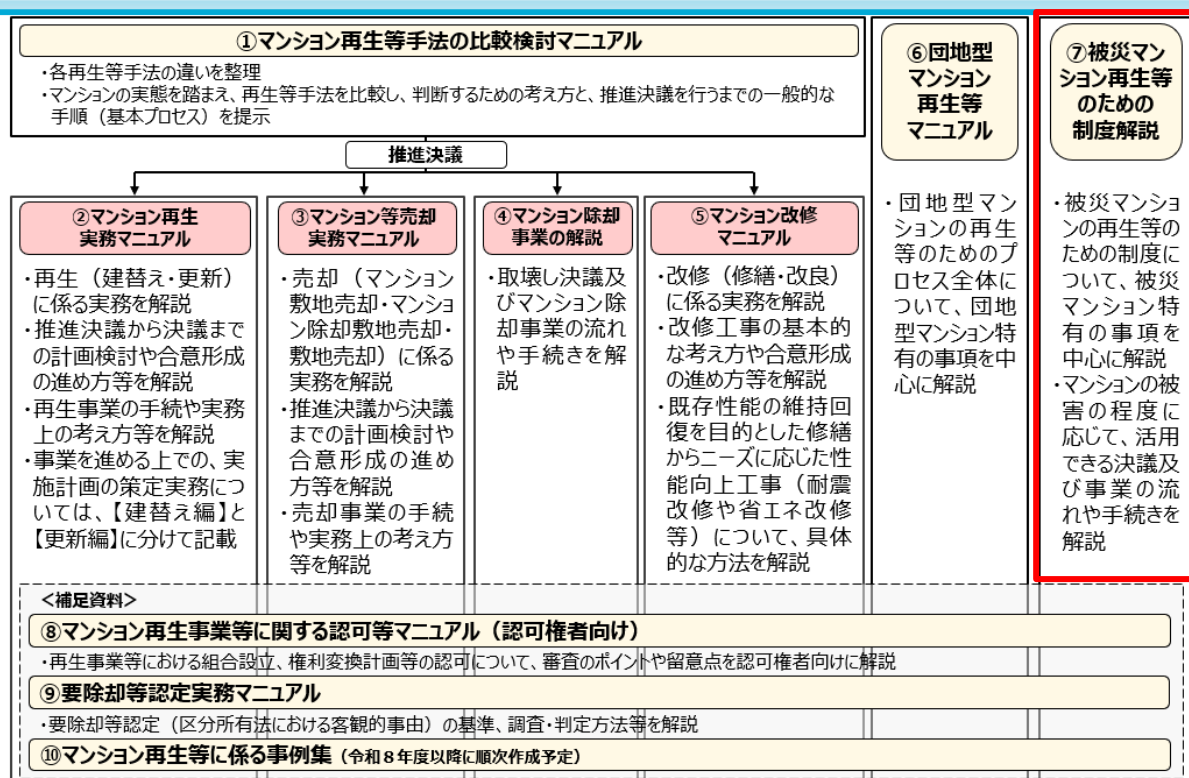 ①マンション再生等手法の比較検討マニュアル
・各再生等手法の違いを整理
・マンションの実態を踏まえ、再生等手法を比較し、判断するための考え方と、推進決議を行うまでの一般的な
手順（基本プロセス）を提示
推進決議
②マンション再生
実務マニュアル
・再生（建替え・更新）
に係る実務を解説
・推進決議から決議まで
の計画検討や合意形成
の進め方等を解説
・再生事業の手続や実務
上の考え方等を解説
・事業を進める上での、実
施計画の策定実務につ
いては、【建替え編】と
【更新編】に分けて記載
③マンション等売却
実務マニュアル
・売却（マンション
敷地売却・マンショ
ン除却敷地売却・
敷地売却）に係る
実務を解説
・推進決議から決議
までの計画検討や
合意形成の進め
方等を解説
・売却事業の手続
や実務上の考え方
等を解説
④マンション除却
事業の解説
・取壊し決議及
びマンション除
却事業の流れ
や手続きを解
説
⑤マンション改修
マニュアル
・改修（修繕・改良）
に係る実務を解説
・改修工事の基本的
な考え方や合意形成
の進め方等を解説
・既存性能の維持回
復を目的とした修繕
からニーズに応じた性
能向上工事（耐震
改修や省エネ改修
等）について、具体
的な方法を解説
⑥団地型
マンション
再生等
マニュアル
・団地型マン
ションの再生
等のためのプ
ロセス全体に
ついて、団地
型マンション特
有の事項を中
心に解説
⑦被災マン
ション再生等
のための
制度解説
・被災マンショ
ンの再生等の
ための制度に
ついて、被災
マンション特
有の事項を
中心に解説
・マンションの被
害の程度に
応じて、活用
できる決議及
び事業の流
れや手続きを
解説
＜補足資料＞
⑧マンション再生事業等に関する認可等マニュアル（認可権者向け）
・再生事業等における組合設立、権利変換計画等の認可について、審査のポイントや留意点を認可権者向けに解説
⑨要除却等認定実務マニュアル
・要除却等認定（区分所有法における客観的事由）の基準、調査・判定方法等を解説
⑩マンション再生等に係る事例集（令和８年度以降に順次作成予定）